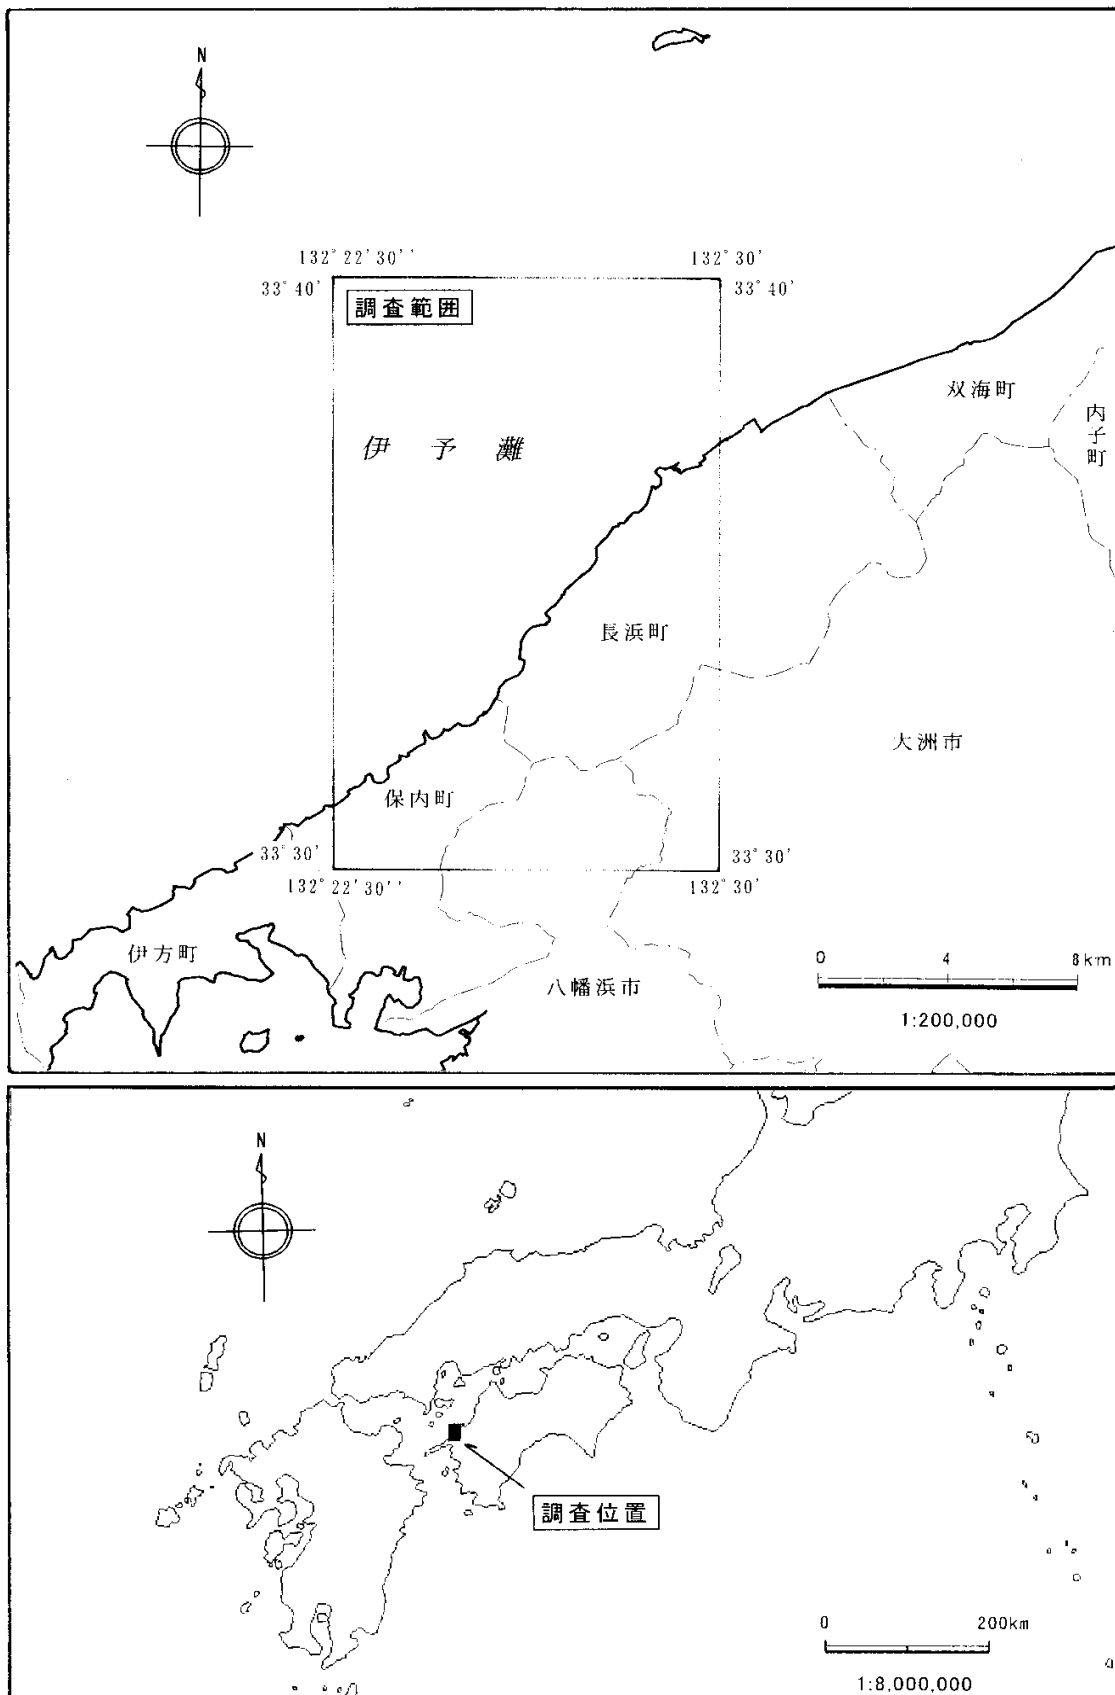 N
132°22'30''
132°30'
33°40'
33°40'
調査範囲
双海町
内子町
伊予灘
長浜町
大洲市
保内町
33°30'
33°30'
132°22'30''
132°30'
伊方町
八幡浜市
0 4 8km
1:200,000
N
調査位置
0 200km
1:8,000,000